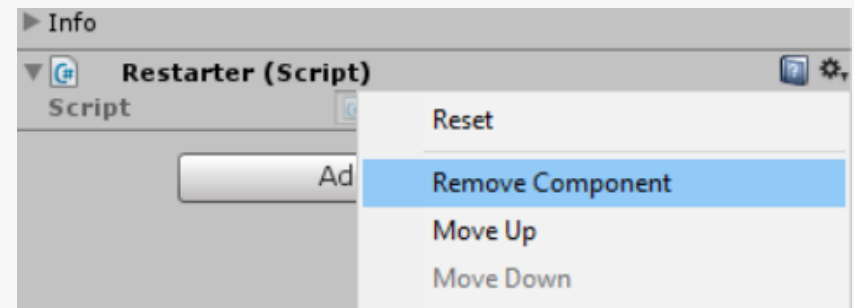 Info
Restarter (Script)
Script
Reset
Ad
Remove Component
Move Up
Move Down